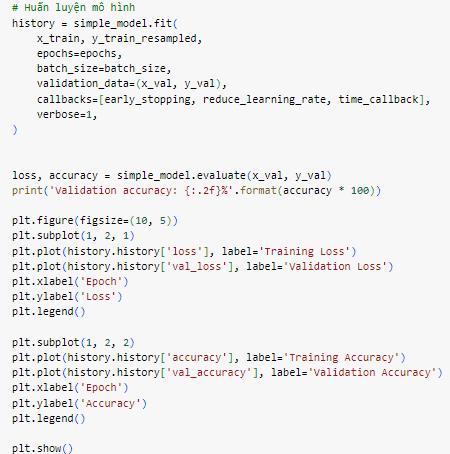 # Huấn luyện mô hình
history = simple_model.fit(
    x_train, y_train_resampled,
    epochs=epochs,
    batch_size=batch_size,
    validation_data=(x_val, y_val),
    callbacks=[early_stopping, reduce_learning_rate, time_callback],
    verbose=1,
)

loss, accuracy = simple_model.evaluate(x_val, y_val)
print('Validation accuracy: {:.2f}%'.format(accuracy * 100))

plt.figure(figsize=(10, 5))
plt.subplot(1, 2, 1)
plt.plot(history.history['loss'], label='Training Loss')
plt.plot(history.history['val_loss'], label='Validation Loss')
plt.xlabel('Epoch')
plt.ylabel('Loss')
plt.legend()

plt.subplot(1, 2, 2)
plt.plot(history.history['accuracy'], label='Training Accuracy')
plt.plot(history.history['val_accuracy'], label='Validation Accuracy')
plt.xlabel('Epoch')
plt.ylabel('Accuracy')
plt.legend()

plt.show()